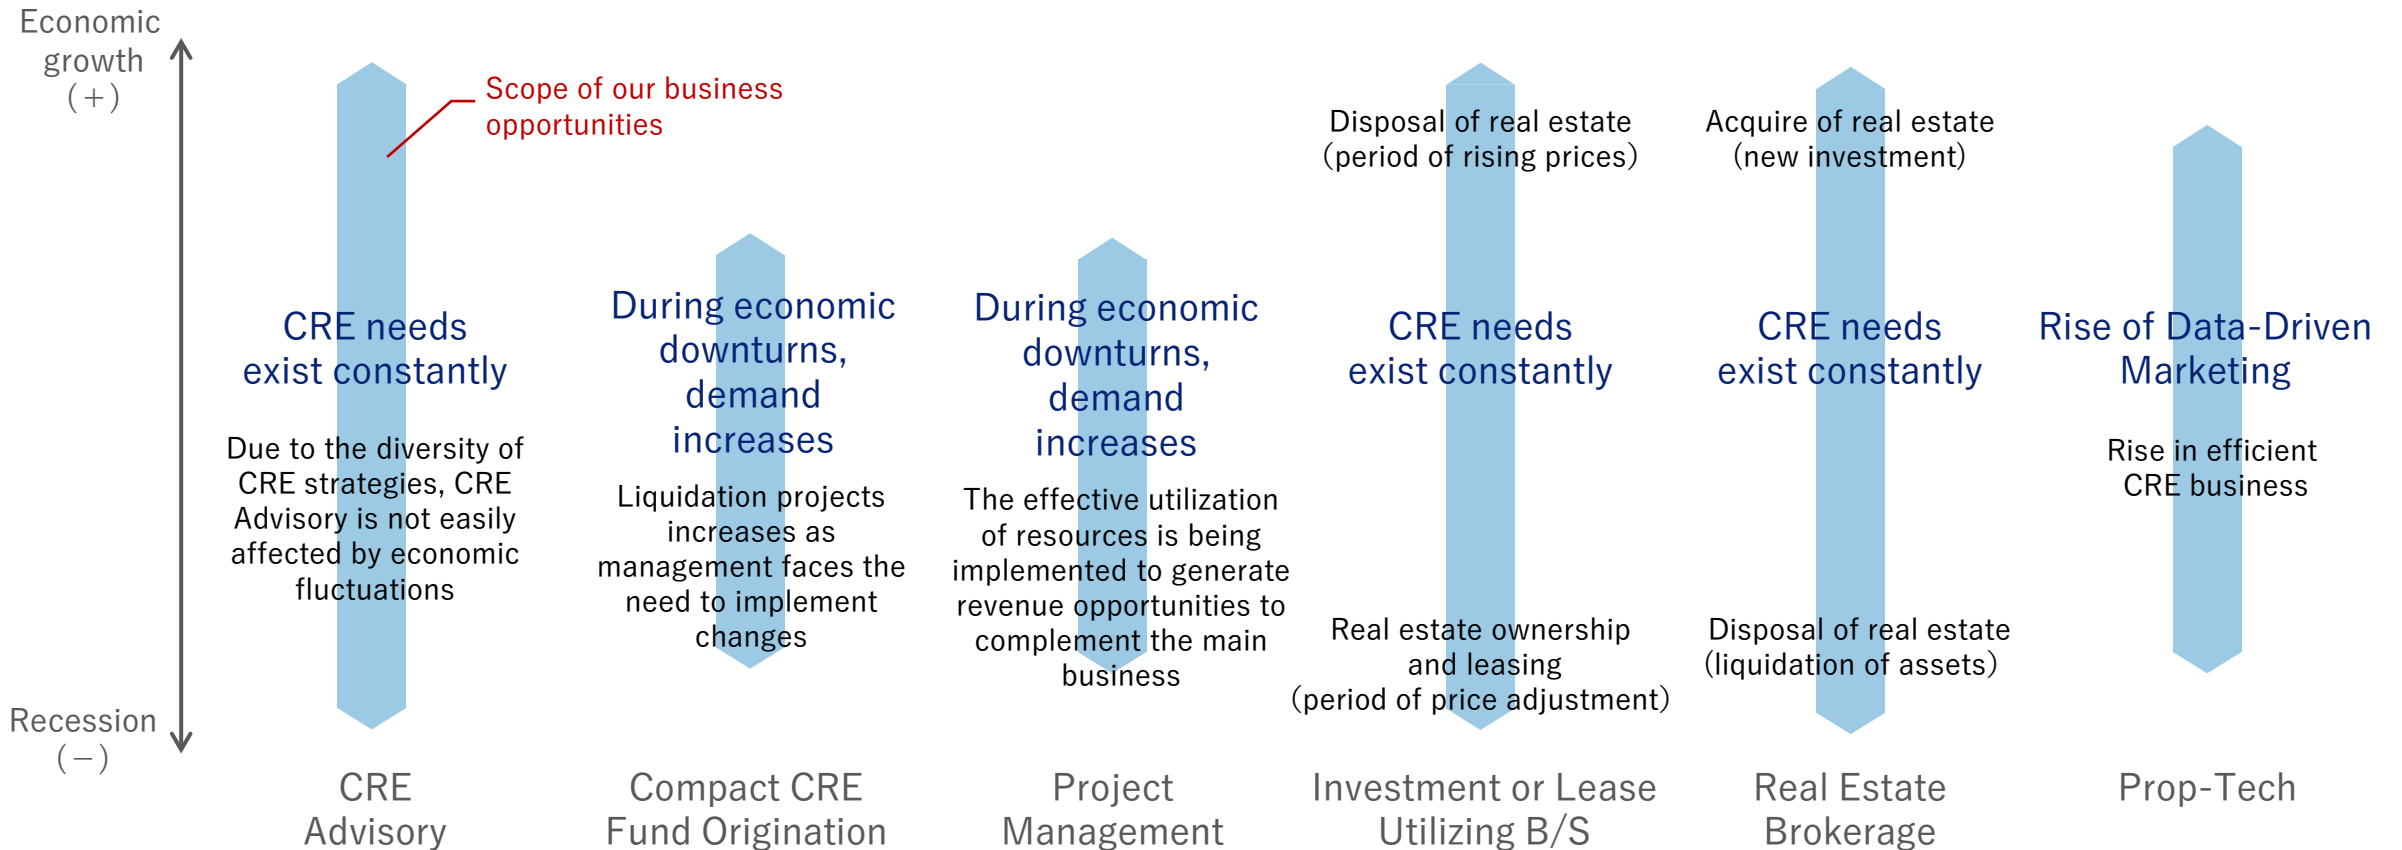 Economic
growth
(+)
Recession
(−)
Scope of our business
opportunities
CRE needs
exist constantly
Due to the diversity of
CRE strategies, CRE
Advisory is not easily
affected by economic
fluctuations
CRE
Advisory
During economic
downturns,
demand
increases
Liquidation projects
increases as
management faces the
need to implement
changes
Compact CRE
Fund Origination
During economic
downturns,
demand
increases
The effective utilization
of resources is being
implemented to generate
revenue opportunities to
complement the main
business
Project
Management
Disposal of real estate
(period of rising prices)
CRE needs
exist constantly
Real estate ownership
and leasing
(period of price adjustment)
Investment or Lease
Utilizing B/S
Acquire of real estate
(new investment)
CRE needs
exist constantly
Disposal of real estate
(liquidation of assets)
Real Estate
Brokerage
Rise of Data-Driven
Marketing
Rise in efficient
CRE business
Prop-Tech